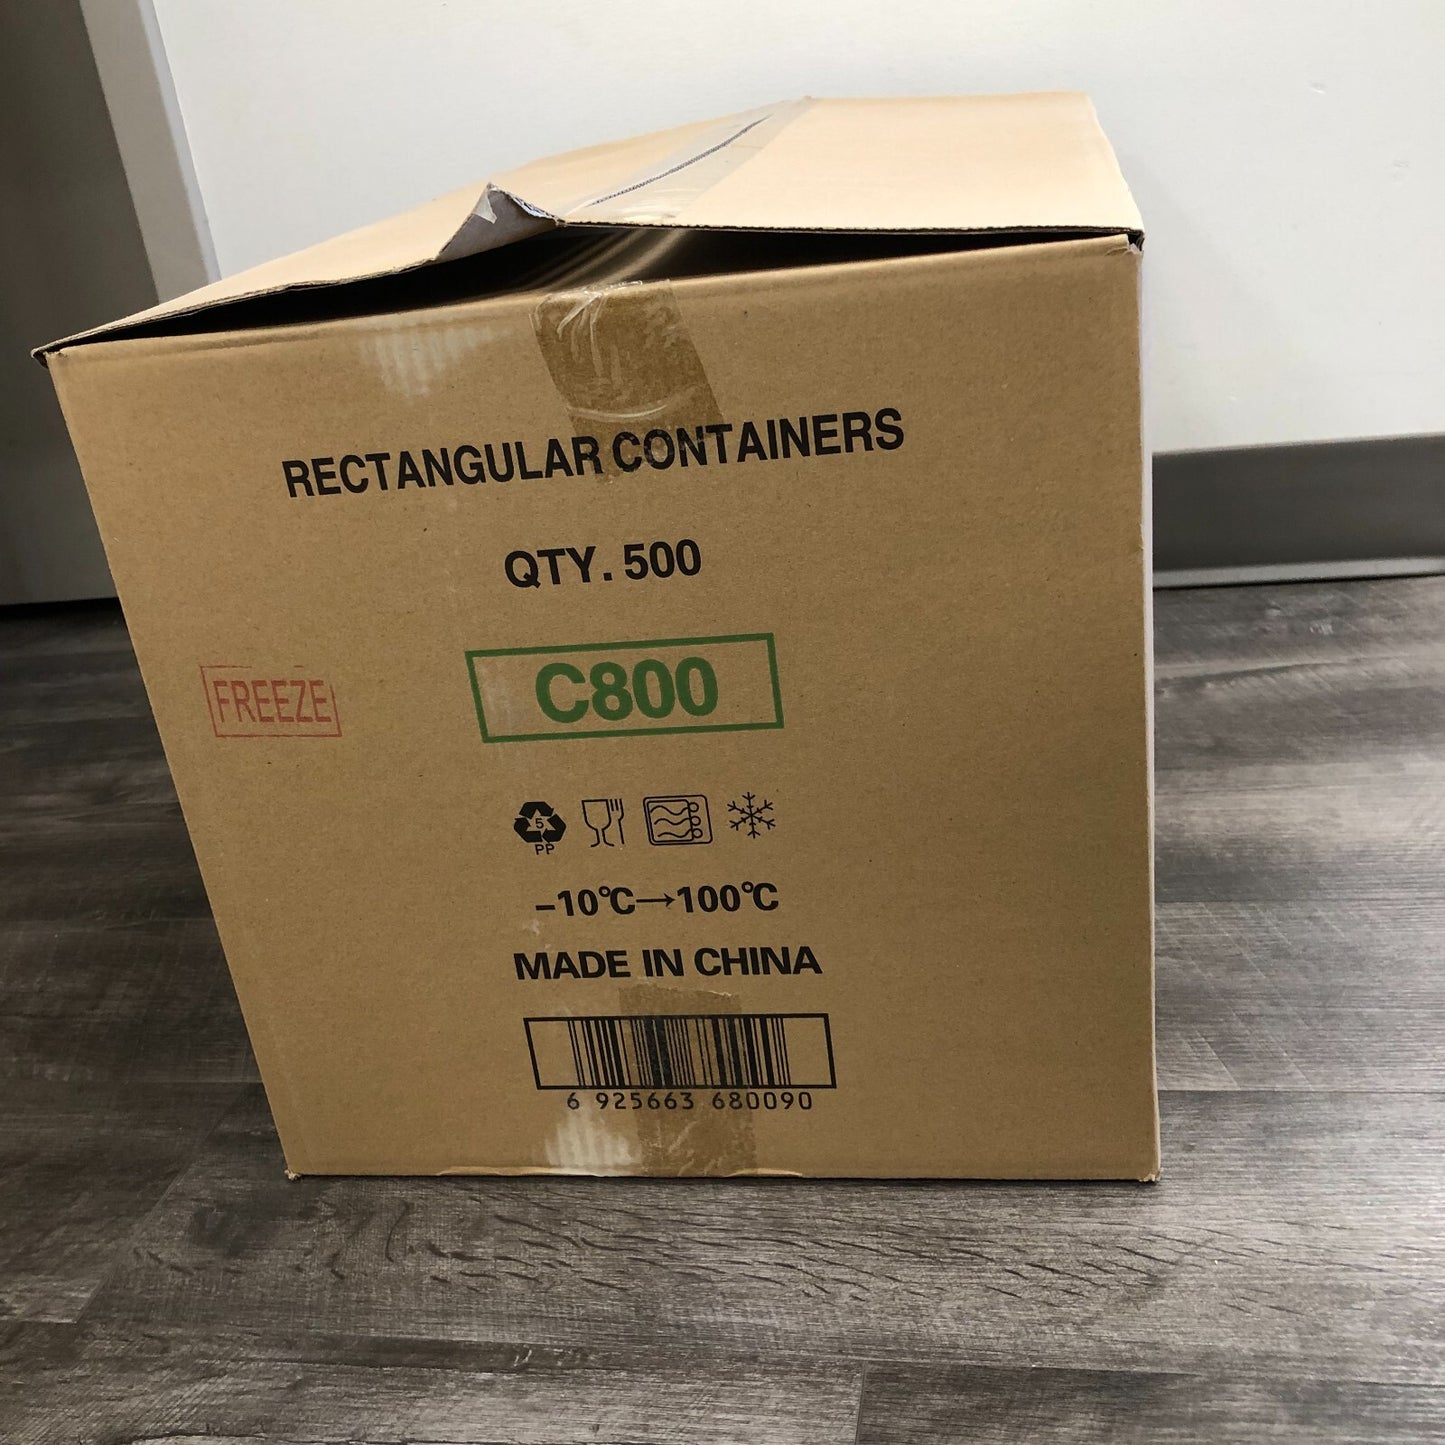 RECTANGULAR CONTAINERS
QTY. 500
FREEZE
C800
5
PP
–10℃→100℃
MADE IN CHINA
6 925663 680090